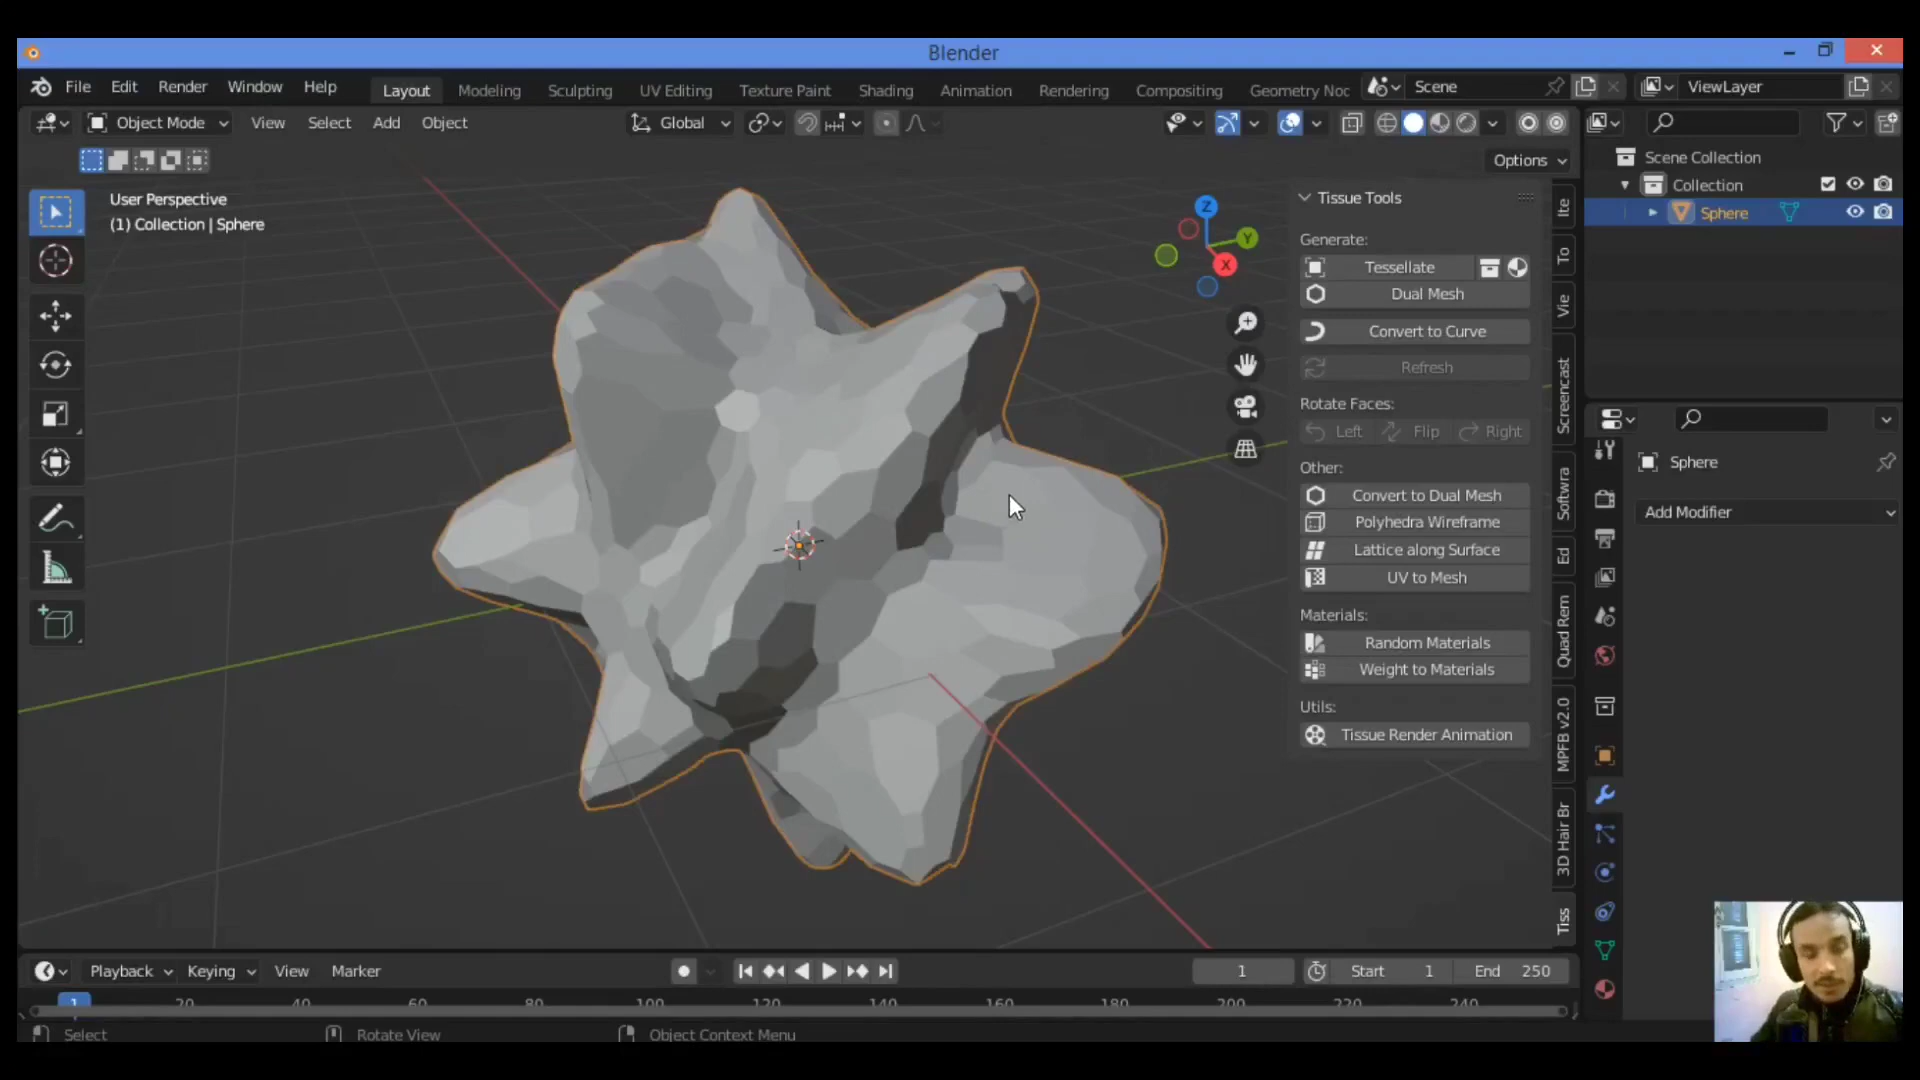 Blender
File Edit Render Window Help Layout Modeling Sculpting UV Editing Texture Paint Shading Animation Rendering Compositing Geometry Noc Scene ViewLayer
Object Mode View Select Add Object Global
Options
User Perspective
(1) Collection | Sphere
Z
Y
X
Tissue Tools
Generate:
Tessellate
Dual Mesh
Convert to Curve
Refresh
Rotate Faces:
Left Flip Right
Other:
Convert to Dual Mesh
Polyhedra Wireframe
Lattice along Surface
UV to Mesh
Materials:
Random Materials
Weight to Materials
Utils:
Tissue Render Animation
Ite
To
Vie
Screencast
Softwra
Ed
Quad Rem
MPFB v2.0
3D Hair Br
Tiss
Scene Collection
Collection
Sphere
Sphere
Add Modifier
Playback Keying View Marker 1 Start 1 End 250
1 20 40 60 80 100 120 140 160 180 200 220 240
Select Rotate View Object Context Menu